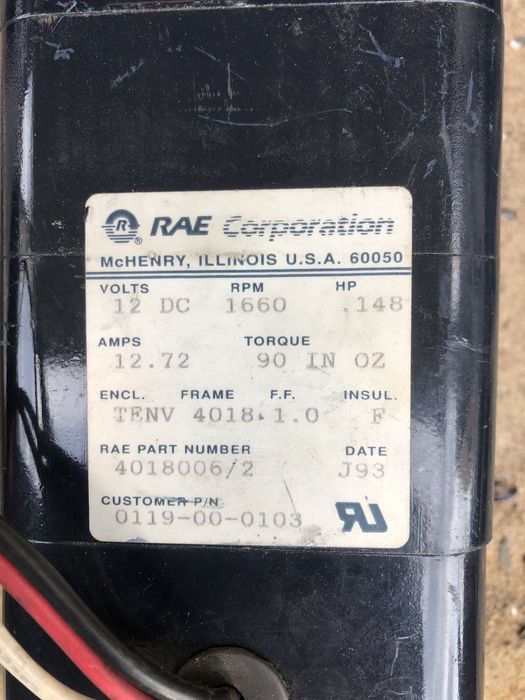 R ® RAE Corporation
McHENRY, ILLINOIS U.S.A. 60050
VOLTS RPM HP
12 DC 1660 .148
AMPS TORQUE
12.72 90 IN OZ
ENCL. FRAME F.F. INSUL.
TENV 4018 1.0 F
RAE PART NUMBER DATE
4018006/2 J93
CUSTOMER P/N
0119-00-0103 RU